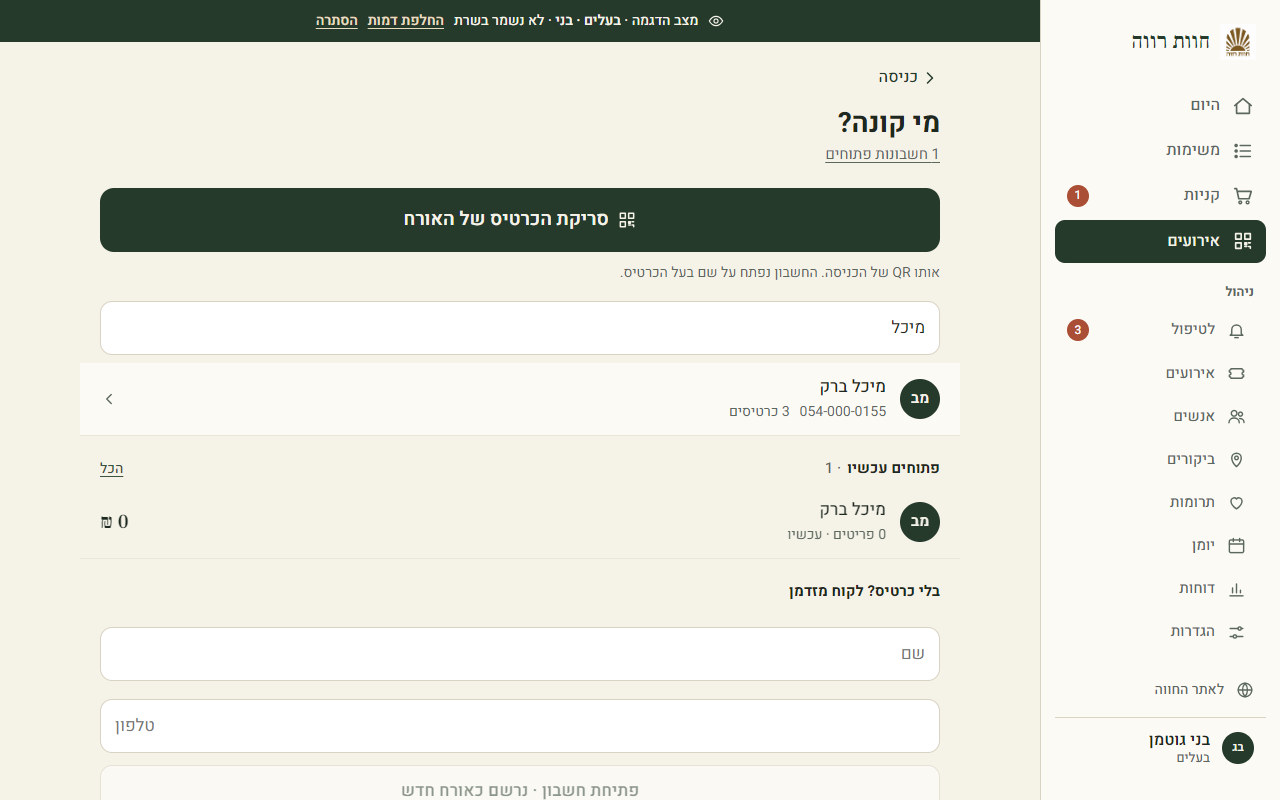 מצב הדגמה · בעלים · בני · לא נשמר בשרת החלפת דמות הסתרה
חוות רווה
היום
משימות
קניות 1
אירועים
ניהול
לטיפול 3
אירועים
אנשים
ביקורים
תרומות
יומן
דוחות
הגדרות
לאתר החווה
בג
בני גוטמן
בעלים
כניסה
מי קונה?
1 חשבונות פתוחים
סריקת הכרטיס של האורח
אותו QR של הכניסה. החשבון נפתח על שם בעל הכרטיס.
מיכל
מב
מיכל ברק
054-000-0155 3 כרטיסים
פתוחים עכשיו · 1 הכל
מב
מיכל ברק
0 פריטים · עכשיו
0 ₪
בלי כרטיס? לקוח מזדמן
שם
טלפון
פתיחת חשבון · נרשם כאורח חדש